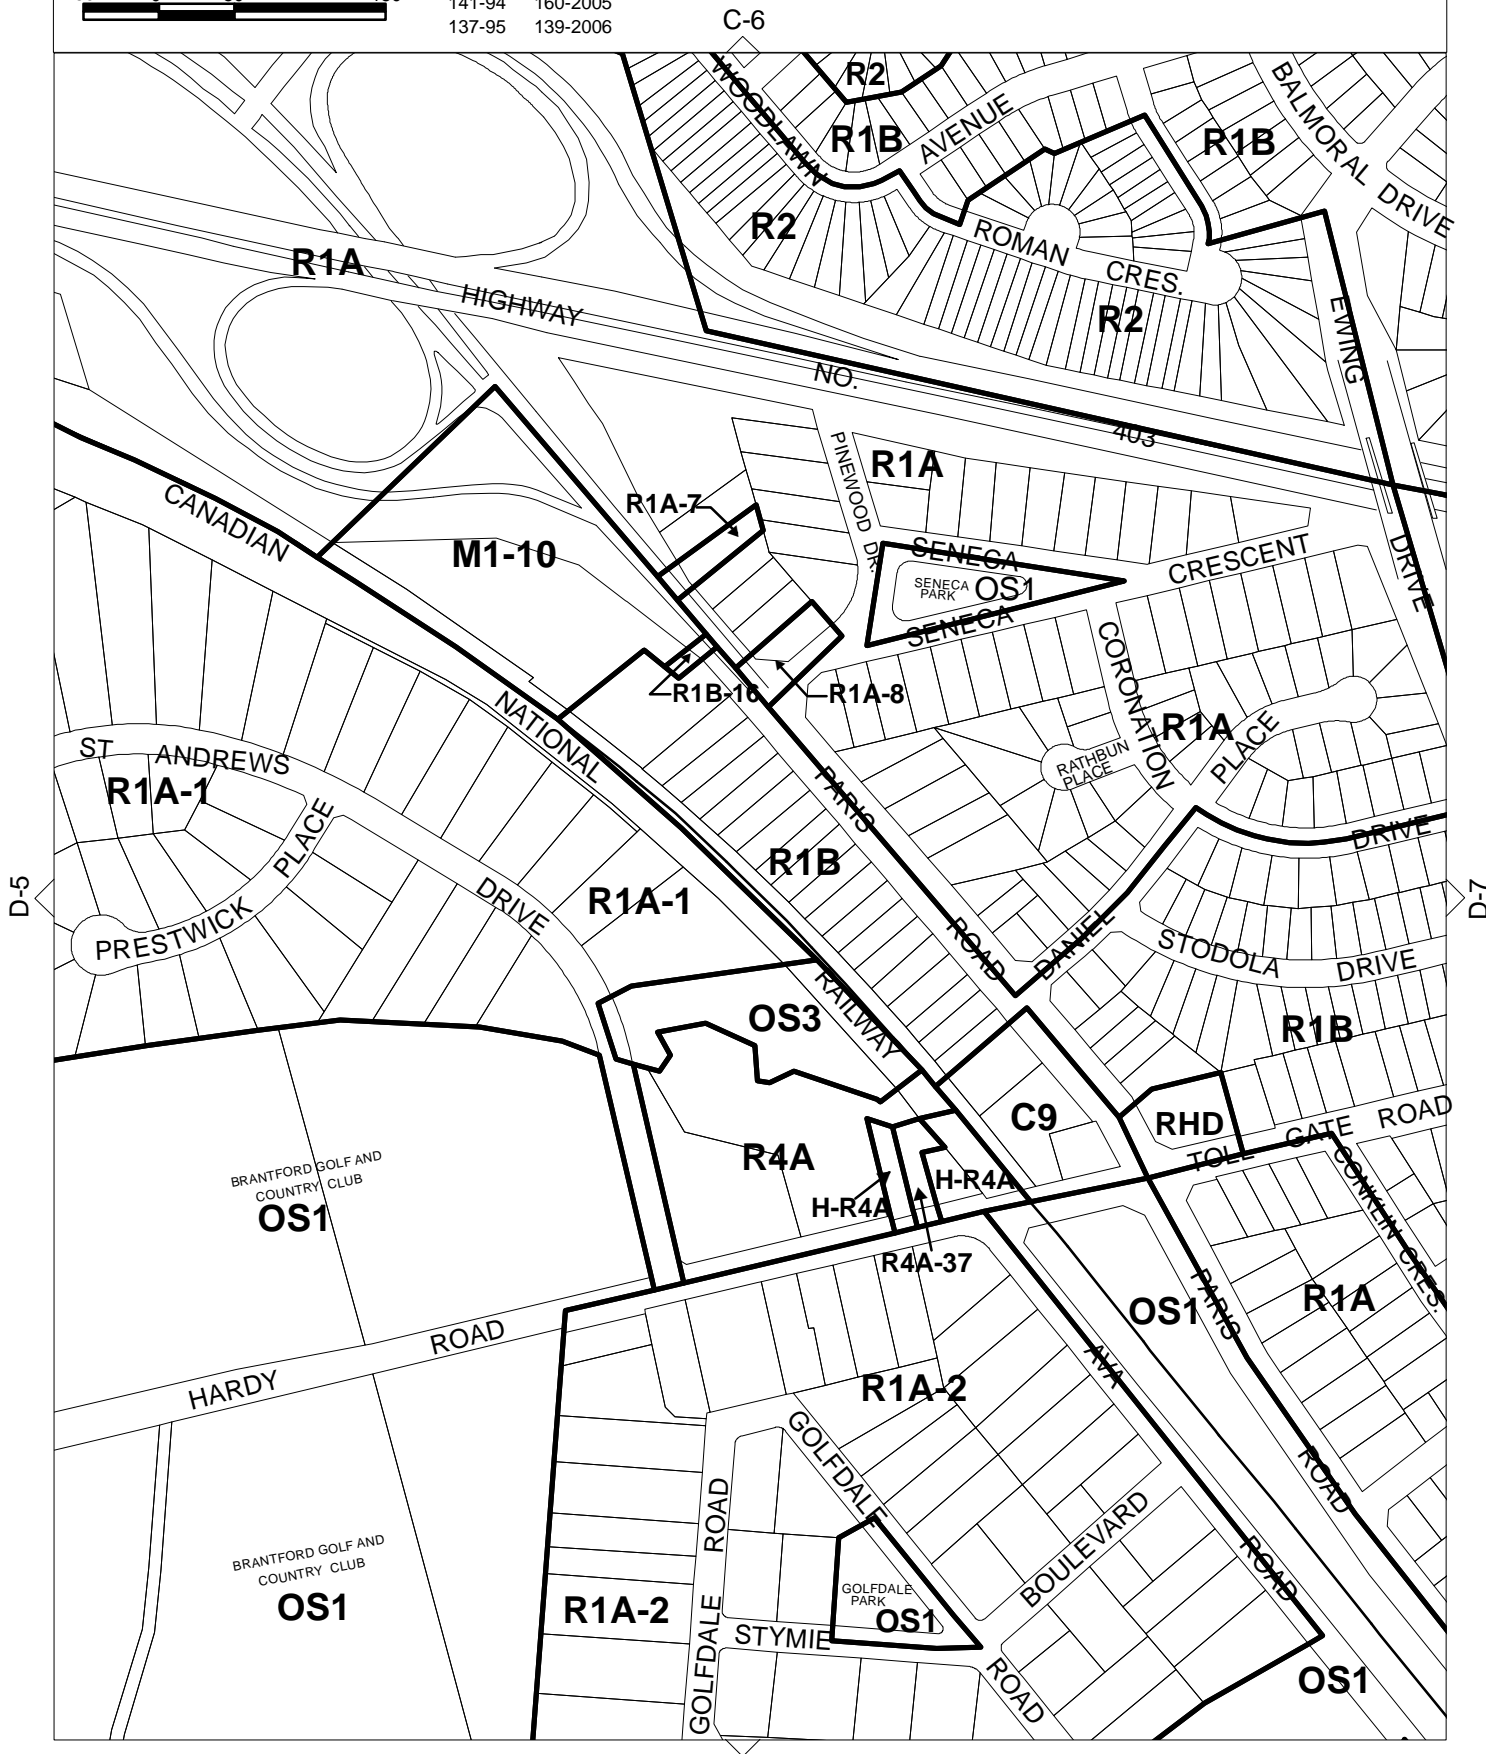 141-94 160-2005
137-95 139-2006
C-6
R2
WOODLAWN
AVENUE
R1B
R1B
BALMORAL DRIVE
R2
ROMAN CRES.
R2
R1A
HIGHWAY NO. 403
EWING DRIVE
PINEWOOD DR.
R1A
R1A-7
CANADIAN NATIONAL RAILWAY
M1-10
SENECA CRESCENT
SENECA
PARK
OS1
SENECA
R1B-16
R1A-8
CORONATION
R1A
PLACE
RATHBUN
PLACE
ST ANDREWS DRIVE
R1A-1
PLACE
PRESTWICK
PARIS ROAD
R1B
R1A-1
DRIVE
DANIEL
STODOLA DRIVE
D-5
D-7
OS3
R1B
C9
RHD
TOLL GATE ROAD
R4A
H-R4A
H-R4A
R4A-37
CONKLIN CRES.
BRANTFORD GOLF AND
COUNTRY CLUB
OS1
OS1
PARIS ROAD
R1A
HARDY ROAD
AVA ROAD
R1A-2
GOLFDALE ROAD
GOLFDALE ROAD
BOULEVARD
BRANTFORD GOLF AND
COUNTRY CLUB
OS1
R1A-2
GOLFDALE
PARK
OS1
STYMIE
OS1